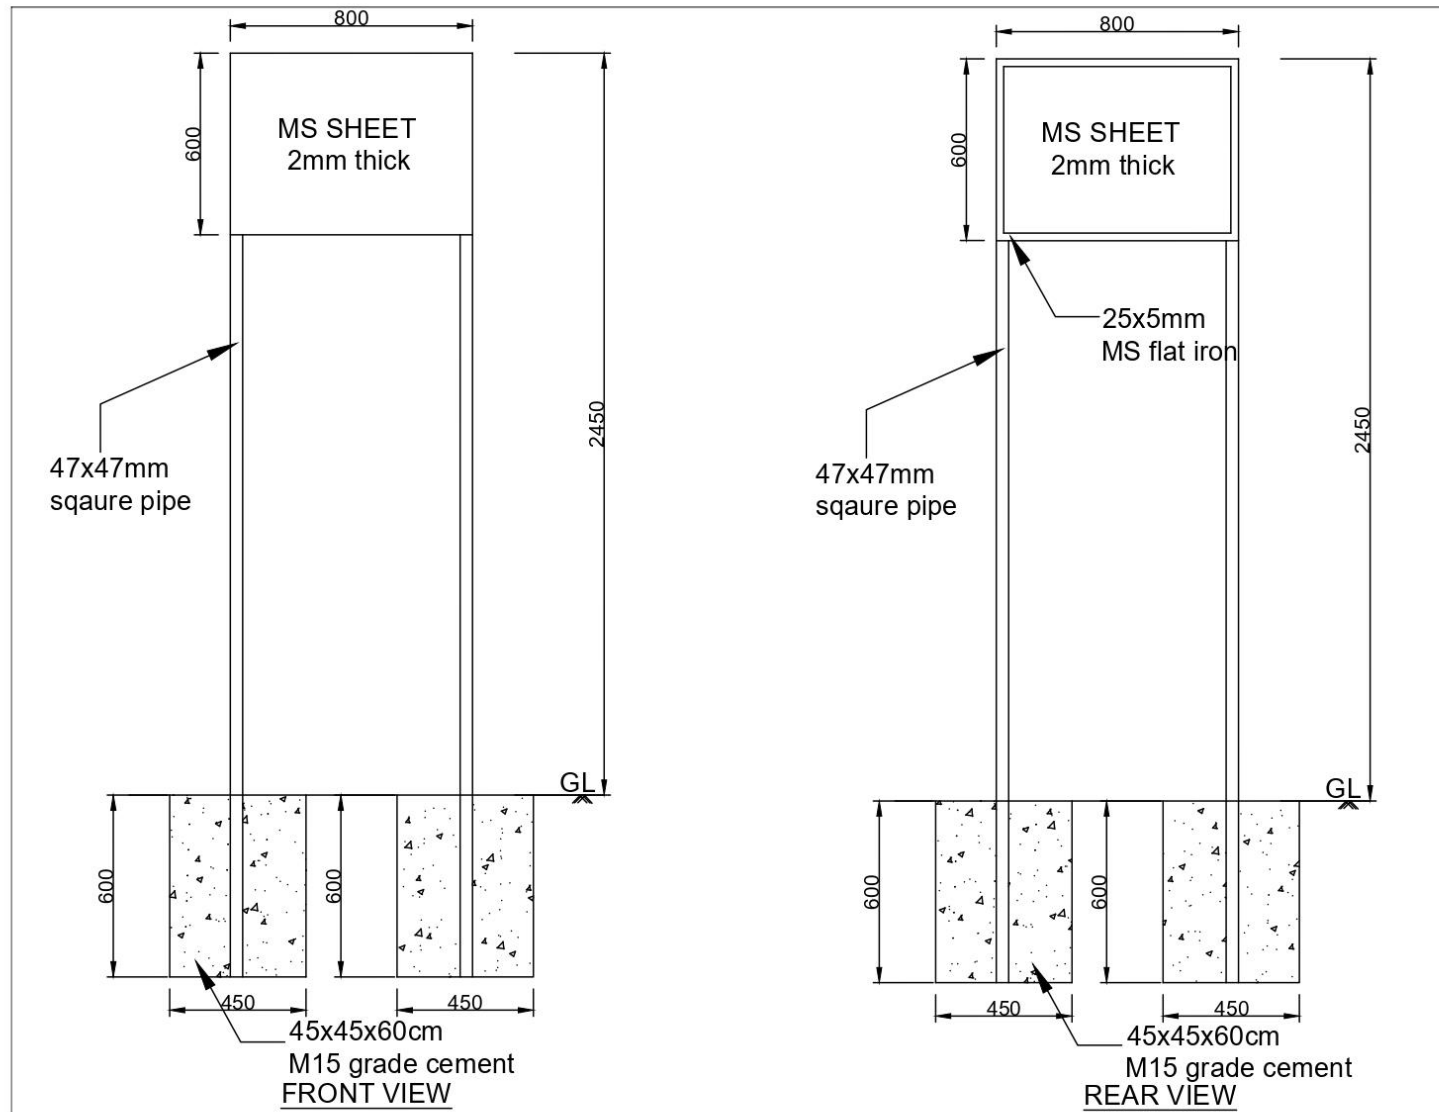 800
600
MS SHEET
2mm thick
2450
47x47mm
sqaure pipe
GL
600
600
450
450
45x45x60cm
M15 grade cement
FRONT VIEW
800
600
MS SHEET
2mm thick
25x5mm
MS flat iron
2450
47x47mm
sqaure pipe
GL
600
600
450
450
45x45x60cm
M15 grade cement
REAR VIEW